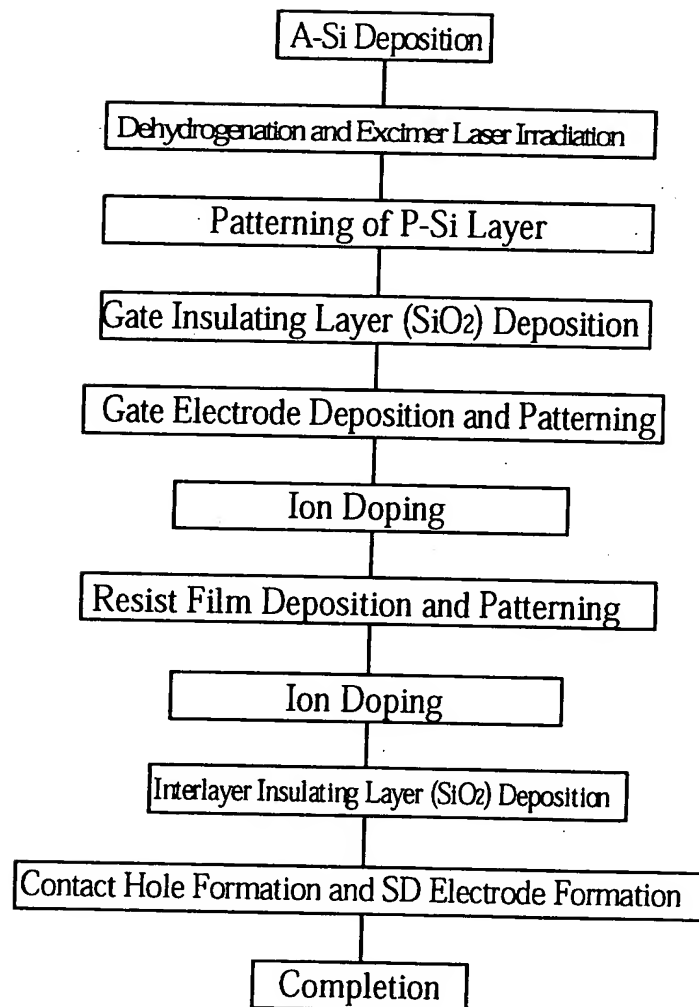 A-Si Deposition
Dehydrogenation and Excimer Laser Irradiation
Patterning of P-Si Layer
Gate Insulating Layer (SiO2) Deposition
Gate Electrode Deposition and Patterning
Ion Doping
Resist Film Deposition and Patterning
Ion Doping
Interlayer Insulating Layer (SiO2) Deposition
Contact Hole Formation and SD Electrode Formation
Completion